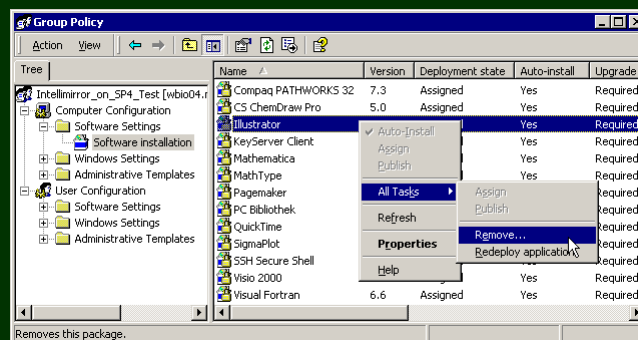 Group Policy
Action View
Tree
Name Version Deployment state Auto-install Upgrade
Intellimirror_on_SP4_Test [wbio04.r
Computer Configuration
Software Settings
Software installation
Windows Settings
Administrative Templates
User Configuration
Software Settings
Windows Settings
Administrative Templates
Compaq PATHWORKS 32 7.3 Assigned Yes Required
CS ChemDraw Pro 5.0 Assigned Yes Required
Illustrator Yes Required
KeyServer Client Yes Required
Mathematica Yes Required
MathType Yes Required
Pagemaker Required
PC Bibliothek Required
QuickTime Required
SigmaPlot Required
SSH Secure Shell Required
Visio 2000 Yes Required
Visual Fortran 6.6 Assigned Yes Required
Auto-Install
Assign
Publish
All Tasks
Refresh
Properties
Help
Assign
Publish
Remove...
Redeploy application
Removes this package.